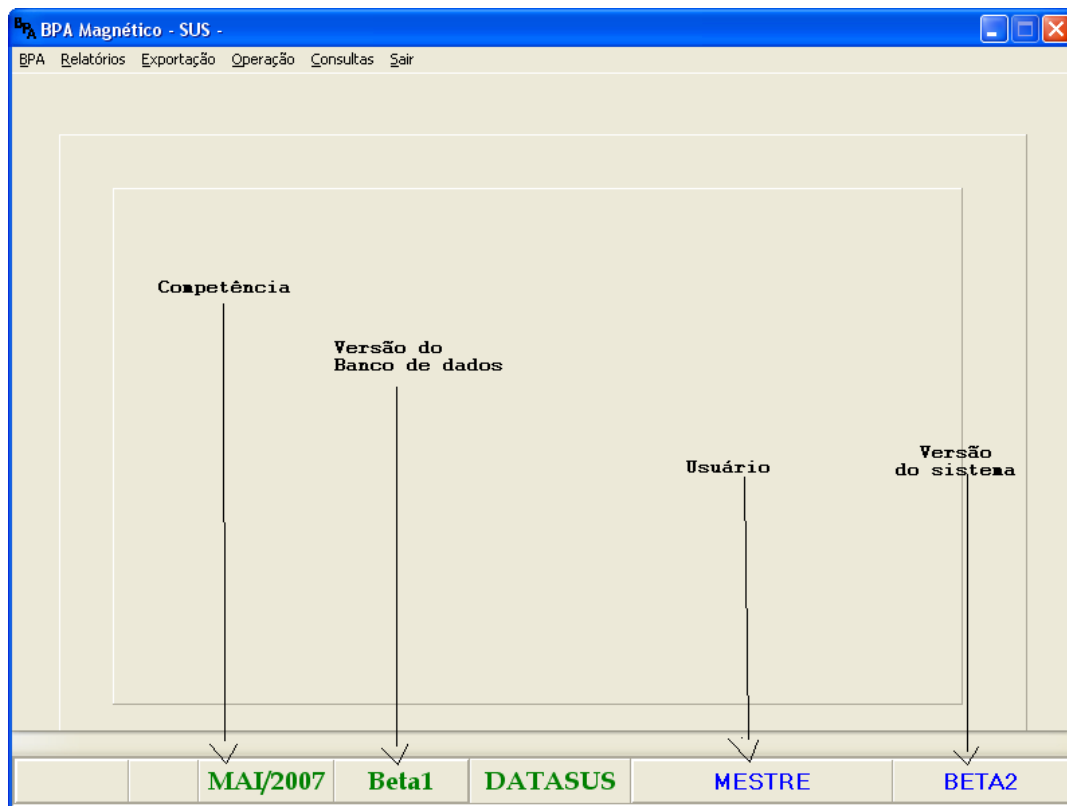 BPA BPA Magnético - SUS -
BPA Relatórios Exportação Operação Consultas Sair
Competência
Versão do
Banco de dados
Usuário
Versão
do sistema
MAI/2007 Beta1 DATASUS MESTRE BETA2